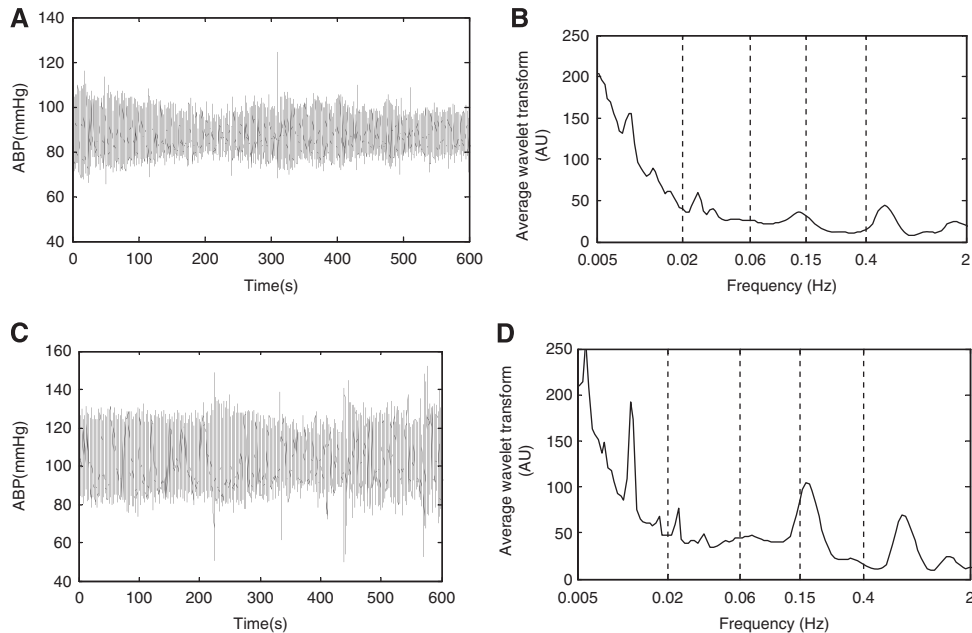 A
140
120
100
80
60
40
ABP(mmHg)
0 100 200 300 400 500 600
Time(s)
B
250
200
150
100
50
0
Average wavelet transform
(AU)
0.005 0.02 0.06 0.15 0.4 2
Frequency (Hz)
C
160
140
120
100
80
60
40
ABP(mmHg)
0 100 200 300 400 500 600
Time(s)
D
250
200
150
100
50
0
Average wavelet transform
(AU)
0.005 0.02 0.06 0.15 0.4 2
Frequency (Hz)